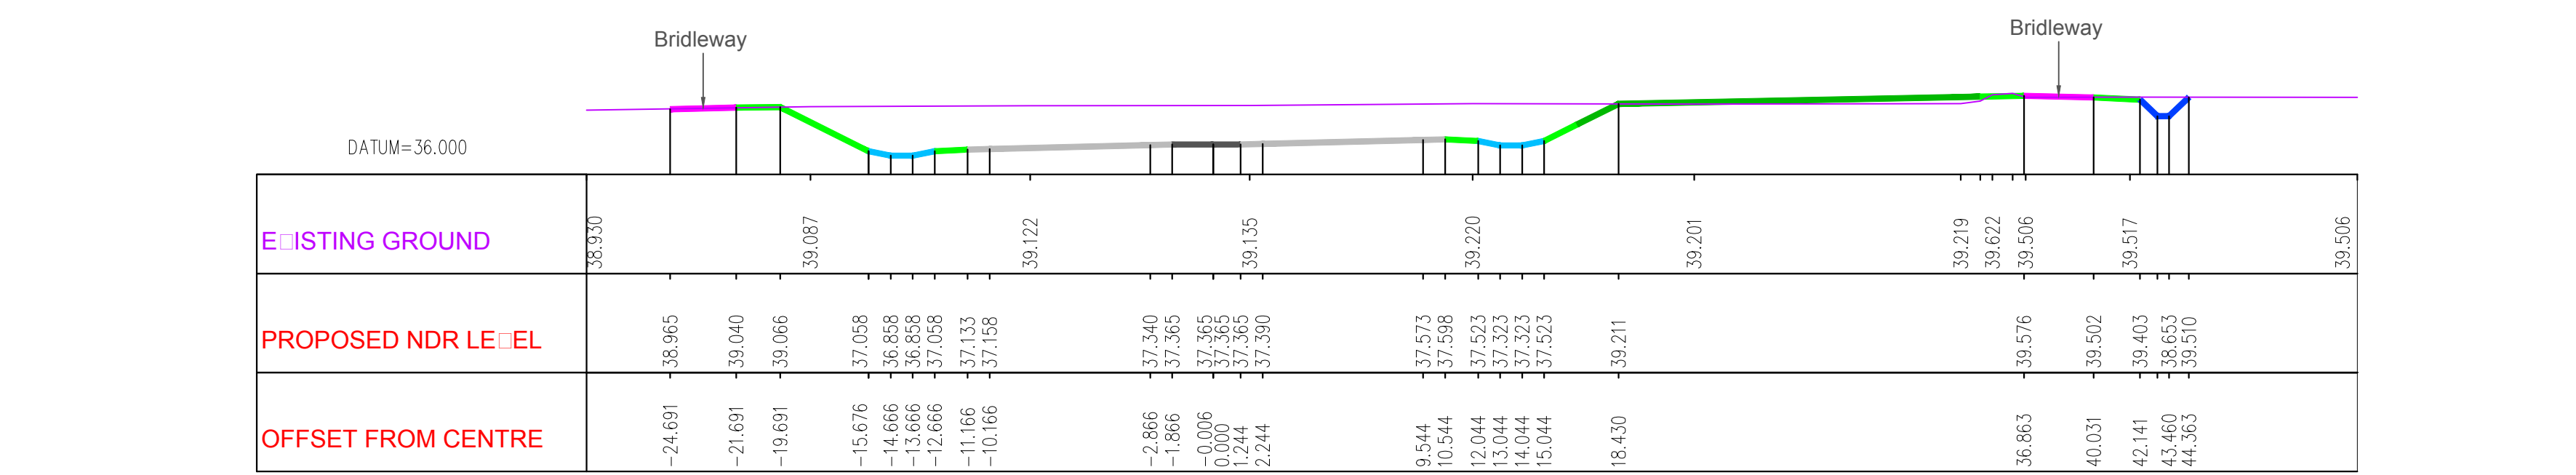 Bridleway
Bridleway
DATUM=36.000
E□ISTING GROUND
38.930 39.087 39.122 39.135 39.220 39.201 39.219 39.622 39.506 39.517 39.506
PROPOSED NDR LE□EL
38.965 39.040 39.066 37.058 36.858 36.858 37.058 37.133 37.158 37.340 37.365 37.365 37.365 37.365 37.390 37.573 37.598 37.523 37.323 37.323 37.523 39.211 39.576 39.502 39.403 38.653 39.510
OFFSET FROM CENTRE
-24.691 -21.691 -19.691 -15.676 -14.666 -13.666 -12.666 -11.166 -10.166 -2.866 -1.866 -0.006 0.000 1.244 2.244 9.544 10.544 12.044 13.044 14.044 15.044 18.430 36.863 40.031 42.141 43.460 44.363